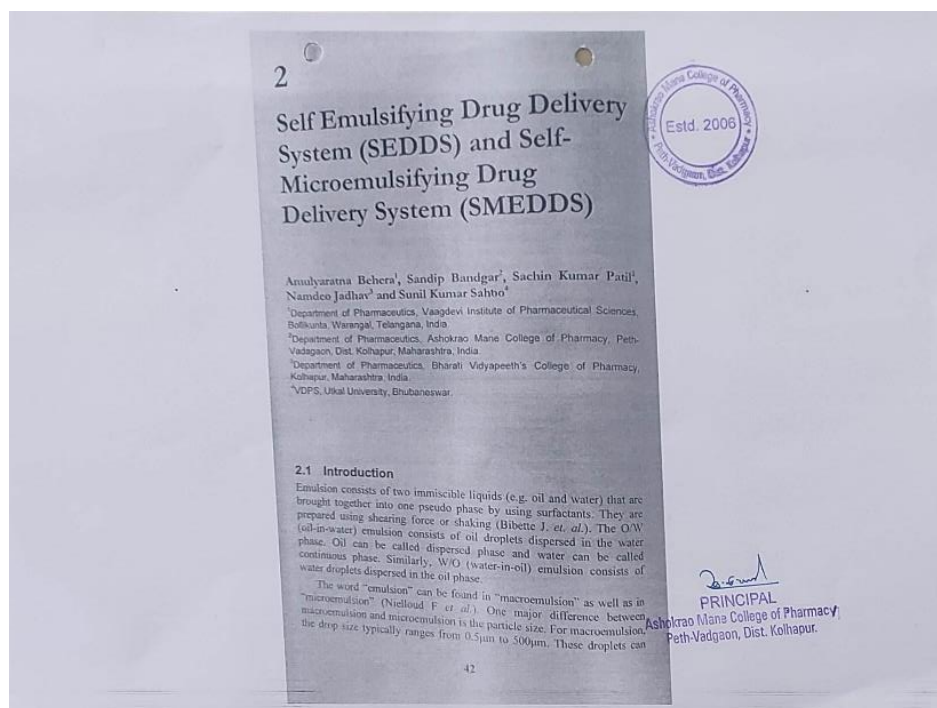 2
Self Emulsifying Drug Delivery
System (SEDDS) and Self-
Microemulsifying Drug
Delivery System (SMEDDS)
Amulyaratna Behera¹, Sandip Bandgar², Sachin Kumar Patil²,
Namdeo Jadhav³ and Sunil Kumar Sahoo⁴
¹Department of Pharmaceutics, Vaagdevi Institute of Pharmaceutical Sciences,
Bollikunta, Warangal, Telangana, India.
²Department of Pharmaceutics, Ashokrao Mane College of Pharmacy, Peth-
Vadagaon, Dist. Kolhapur, Maharashtra, India.
³Department of Pharmaceutics, Bharati Vidyapeeth's College of Pharmacy,
Kolhapur, Maharashtra, India.
⁴VDPS, Utkal University, Bhubaneswar.
2.1 Introduction
Emulsion consists of two immiscible liquids (e.g. oil and water) that are
brought together into one pseudo phase by using surfactants. They are
prepared using shearing force or shaking (Bibette J. et. al.). The O/W
(oil-in-water) emulsion consists of oil droplets dispersed in the water
phase. Oil can be called dispersed phase and water can be called
continuous phase. Similarly, W/O (water-in-oil) emulsion consists of
water droplets dispersed in the oil phase.
The word "emulsion" can be found in "macroemulsion" as well as in
"microemulsion" (Nielloud F et al.). One major difference between
macroemulsion and microemulsion is the particle size. For macroemulsion,
the drop size typically ranges from 0.5μm to 500μm. These droplets can
42
Ashokrao Mane College of Pharmacy
Estd. 2006
Peth-Vadgaon, Dist. Kolhapur
PRINCIPAL
Ashokrao Mane College of Pharmacy
Peth-Vadgaon, Dist. Kolhapur.